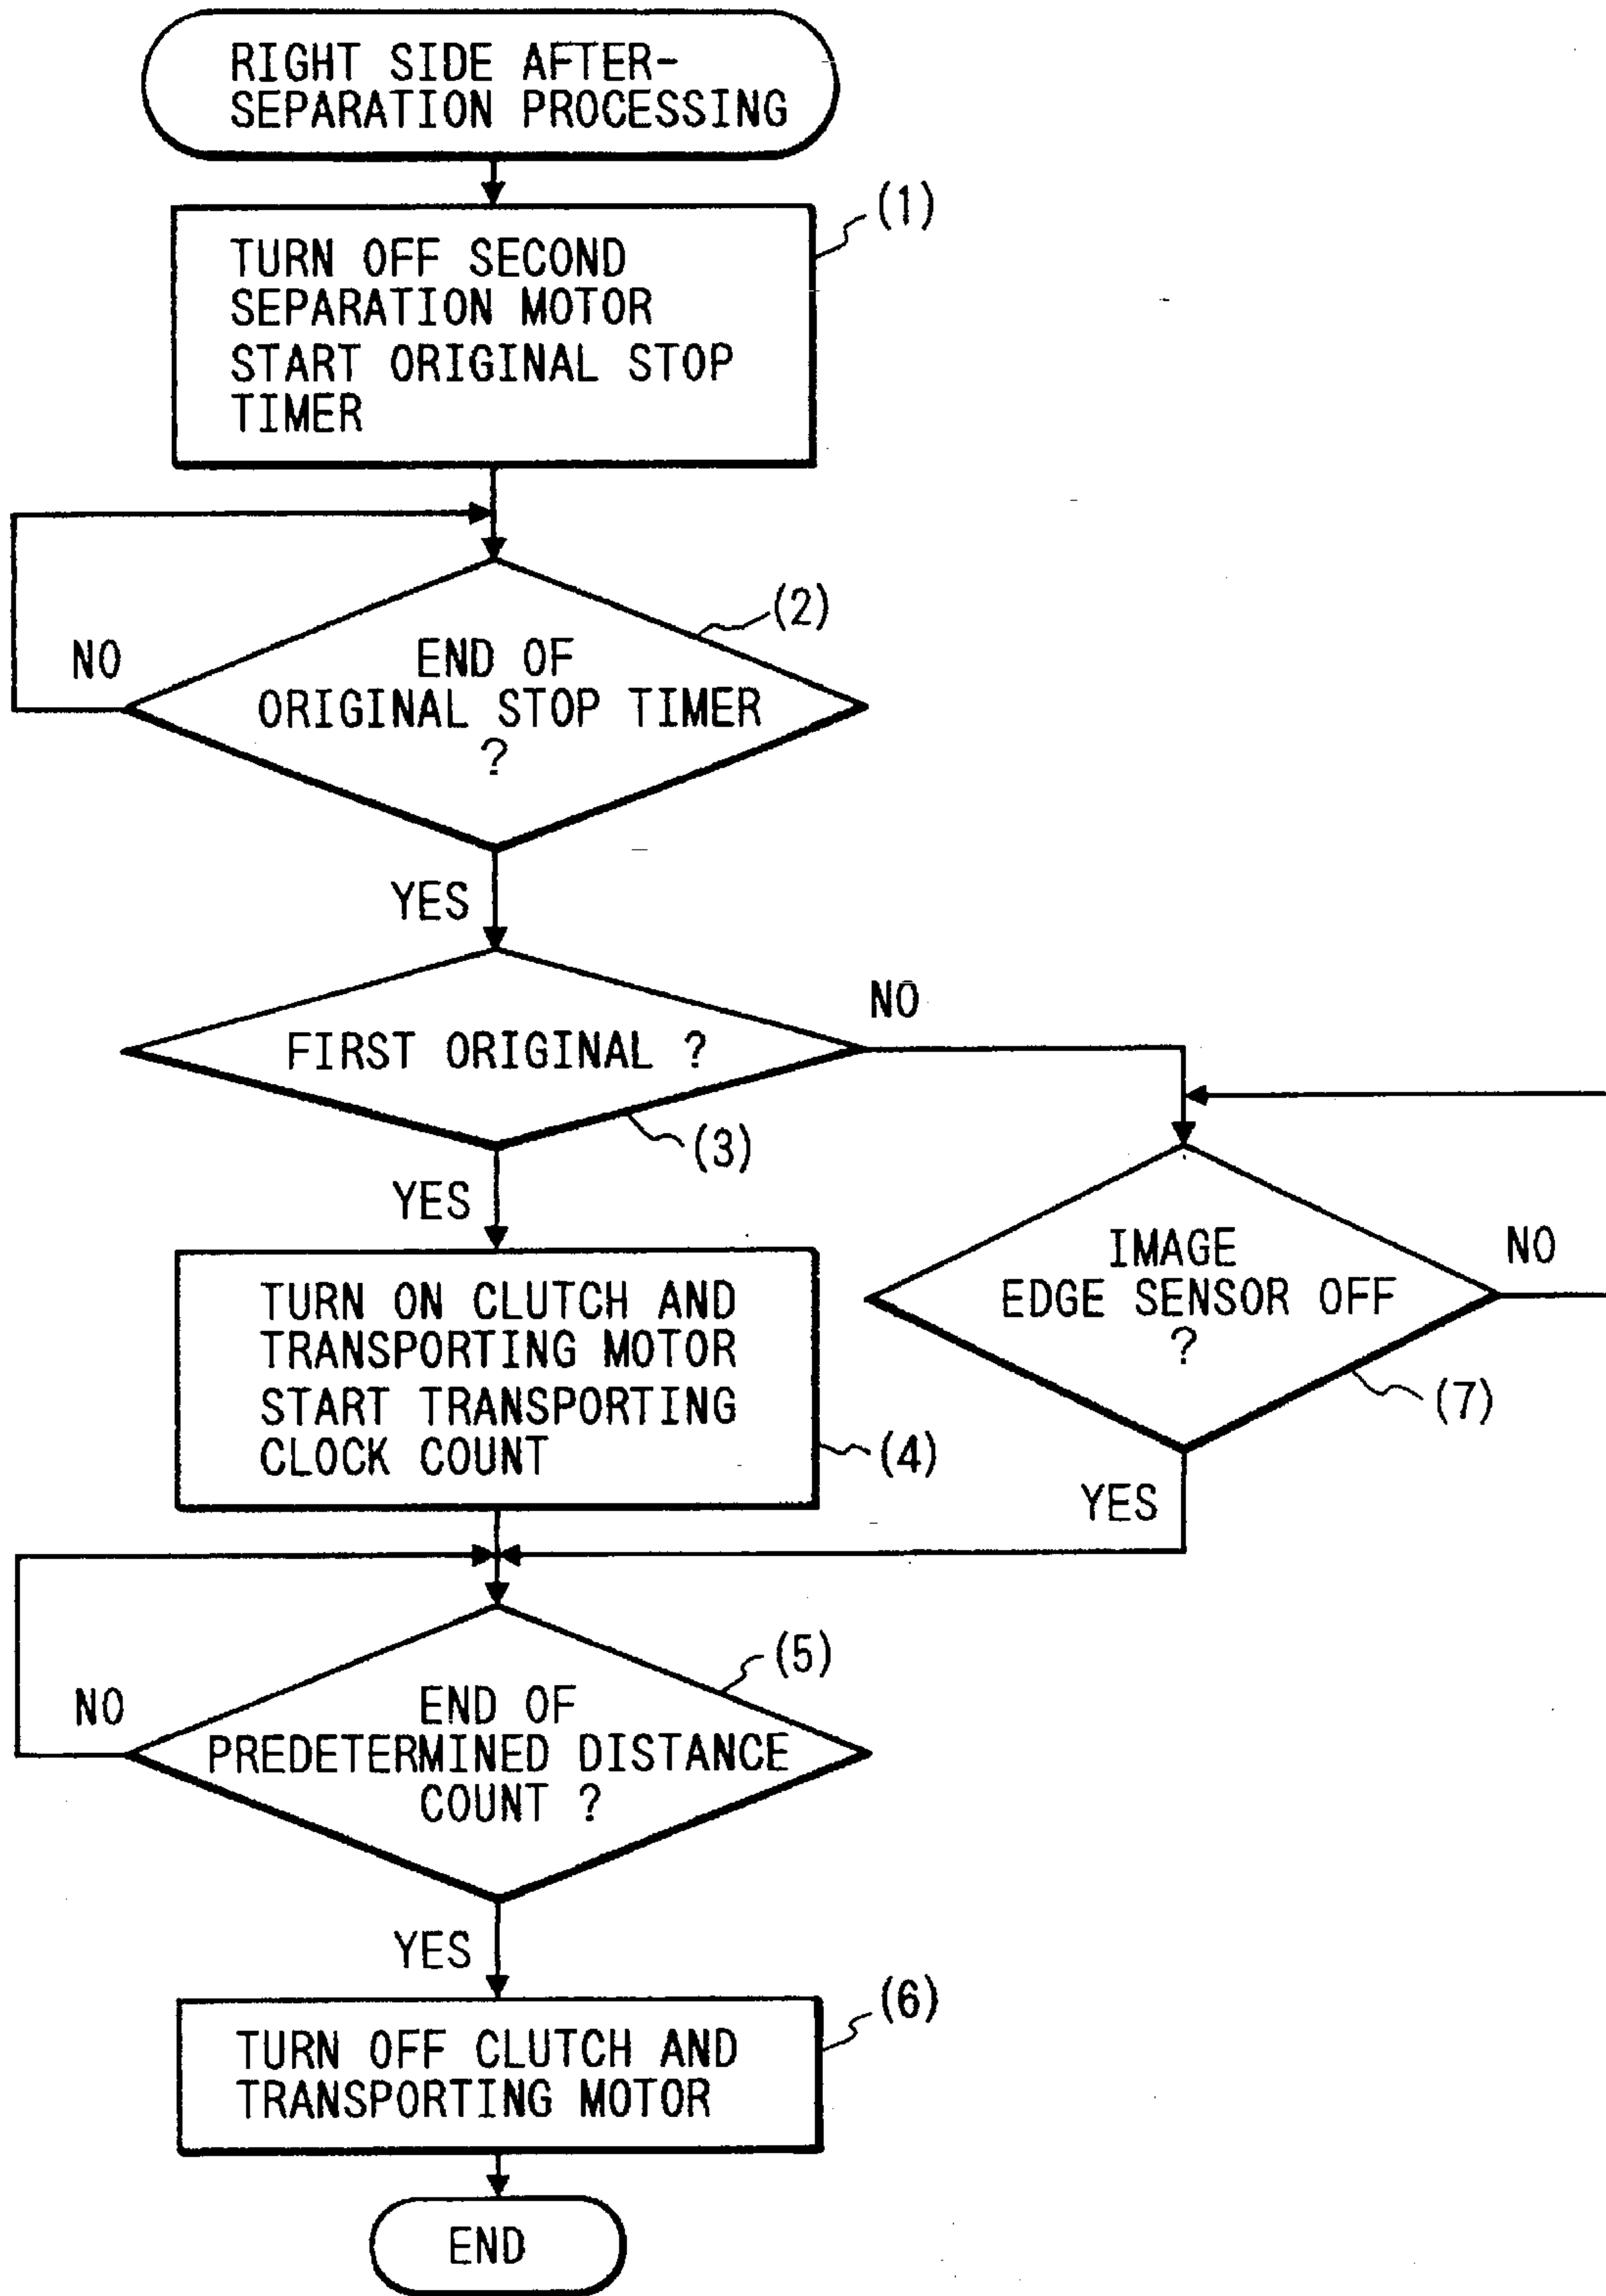 RIGHT SIDE AFTER-
SEPARATION PROCESSING
(1)
TURN OFF SECOND
SEPARATION MOTOR
START ORIGINAL STOP
TIMER
(2)
NO
END OF
ORIGINAL STOP TIMER
?
YES
NO
FIRST ORIGINAL ?
(3)
YES
TURN ON CLUTCH AND
TRANSPORTING MOTOR
START TRANSPORTING
CLOCK COUNT
(4)
IMAGE
EDGE SENSOR OFF
?
NO
(7)
YES
(5)
NO
END OF
PREDETERMINED DISTANCE
COUNT ?
YES
(6)
TURN OFF CLUTCH AND
TRANSPORTING MOTOR
END